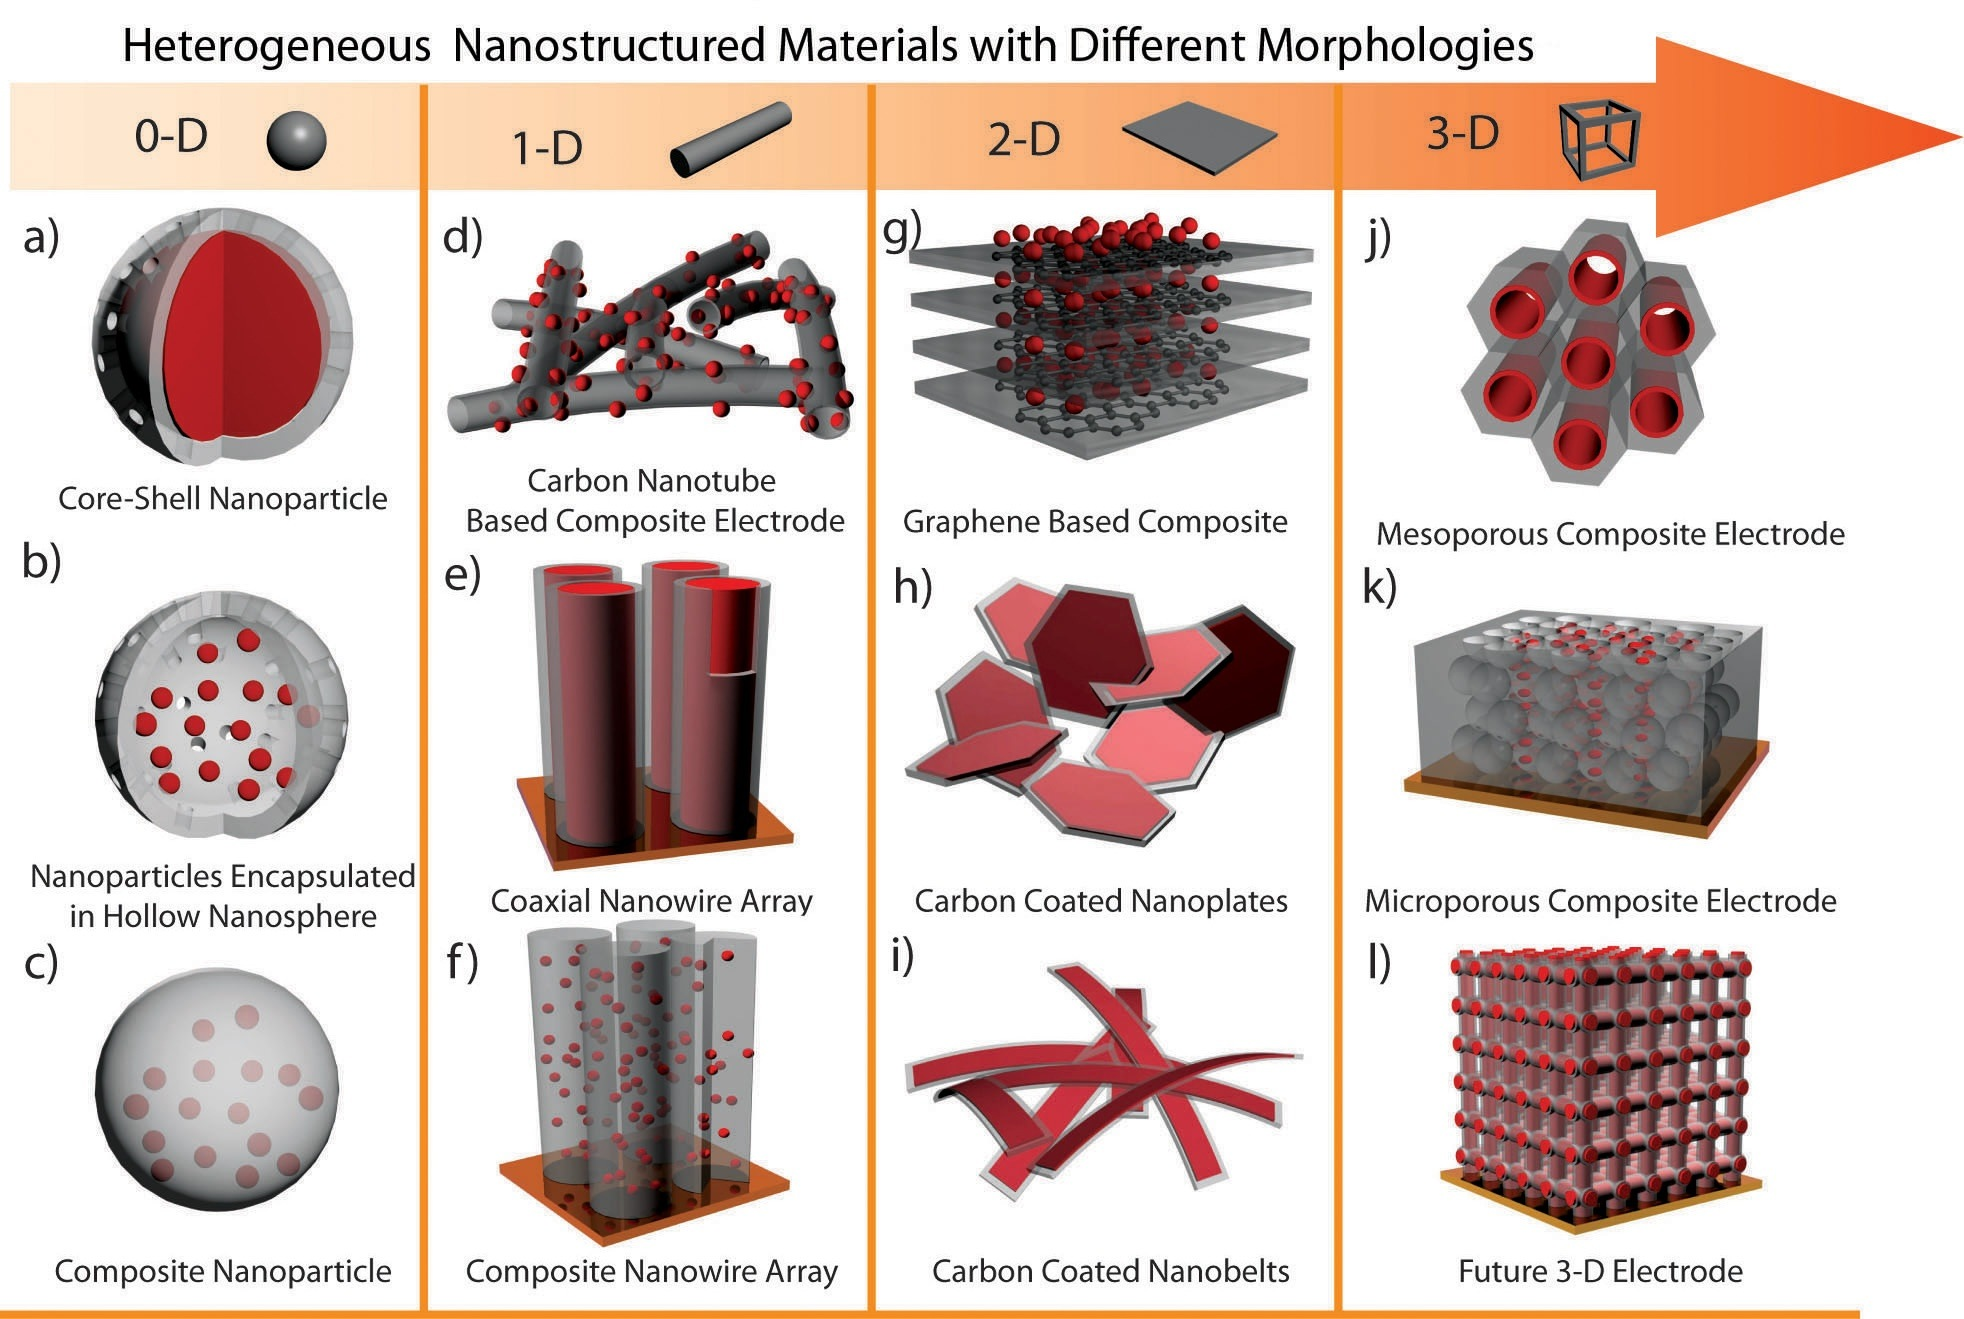 Heterogeneous Nanostructured Materials with Different Morphologies
0-D
1-D
2-D
3-D
a)
Core-Shell Nanoparticle
b)
Nanoparticles Encapsulated
in Hollow Nanosphere
c)
Composite Nanoparticle
d)
Carbon Nanotube
Based Composite Electrode
e)
Coaxial Nanowire Array
f)
Composite Nanowire Array
g)
Graphene Based Composite
h)
Carbon Coated Nanoplates
i)
Carbon Coated Nanobelts
j)
Mesoporous Composite Electrode
k)
Microporous Composite Electrode
l)
Future 3-D Electrode